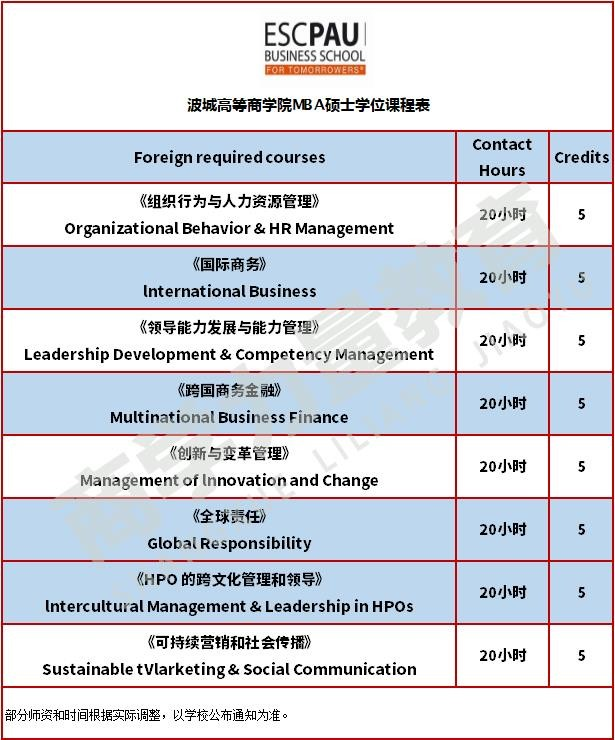 ESCPAU
BUSINESS SCHOOL
FOR TOMORROWERS®
波城高等商学院MBA硕士学位课程表
Foreign required courses
Contact
Hours
Credits
《组织行为与人力资源管理》
Organizational Behavior & HR Management
20小时
5
《国际商务》
lnternational Business
20小时
5
《领导能力发展与能力管理》
Leadership Development & Competency Management
20小时
5
《跨国商务金融》
Multinational Business Finance
20小时
5
《创新与变革管理》
Management of lnnovation and Change
20小时
5
《全球责任》
Global Responsibility
20小时
5
《HPO 的跨文化管理和领导》
lntercultural Management & Leadership in HPOs
20小时
5
《可持续营销和社会传播》
Sustainable tVlarketing & Social Communication
20小时
5
部分师资和时间根据实际调整，以学校公布通知为准。
商学力量教育